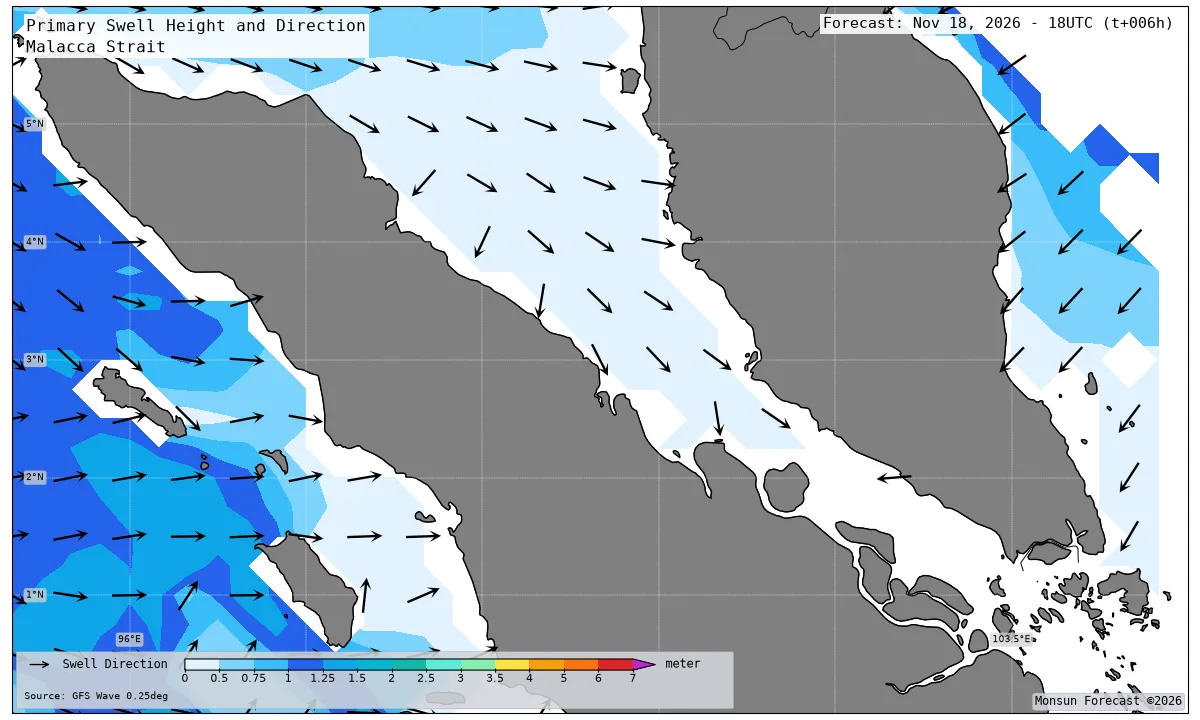 Primary Swell Height and Direction
Malacca Strait
Forecast: Nov 18, 2026 - 18UTC (t+006h)
5°N
4°N
3°N
2°N
1°N
96°E
103.5°E
Swell Direction
0 0.5 0.75 1 1.25 1.5 2 2.5 3 3.5 4 5 6 7
meter
Source: GFS Wave 0.25deg
Monsun Forecast ©2026